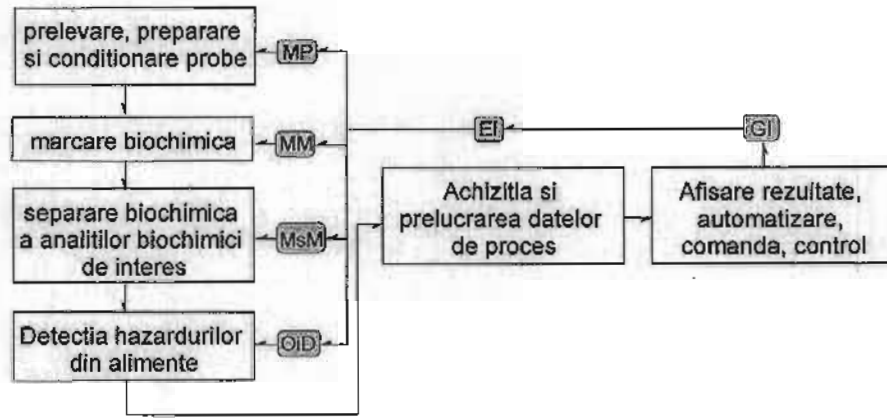 prelevare, preparare
si conditionare probe
MP
marcare biochimica
MM
separare biochimica
a analitilor biochimici
de interes
MsM
Detectia hazardurilor
din alimente
OiD
EI
GI
Achizitia si
prelucrarea datelor
de proces
Afisare rezultate,
automatizare,
comanda, control